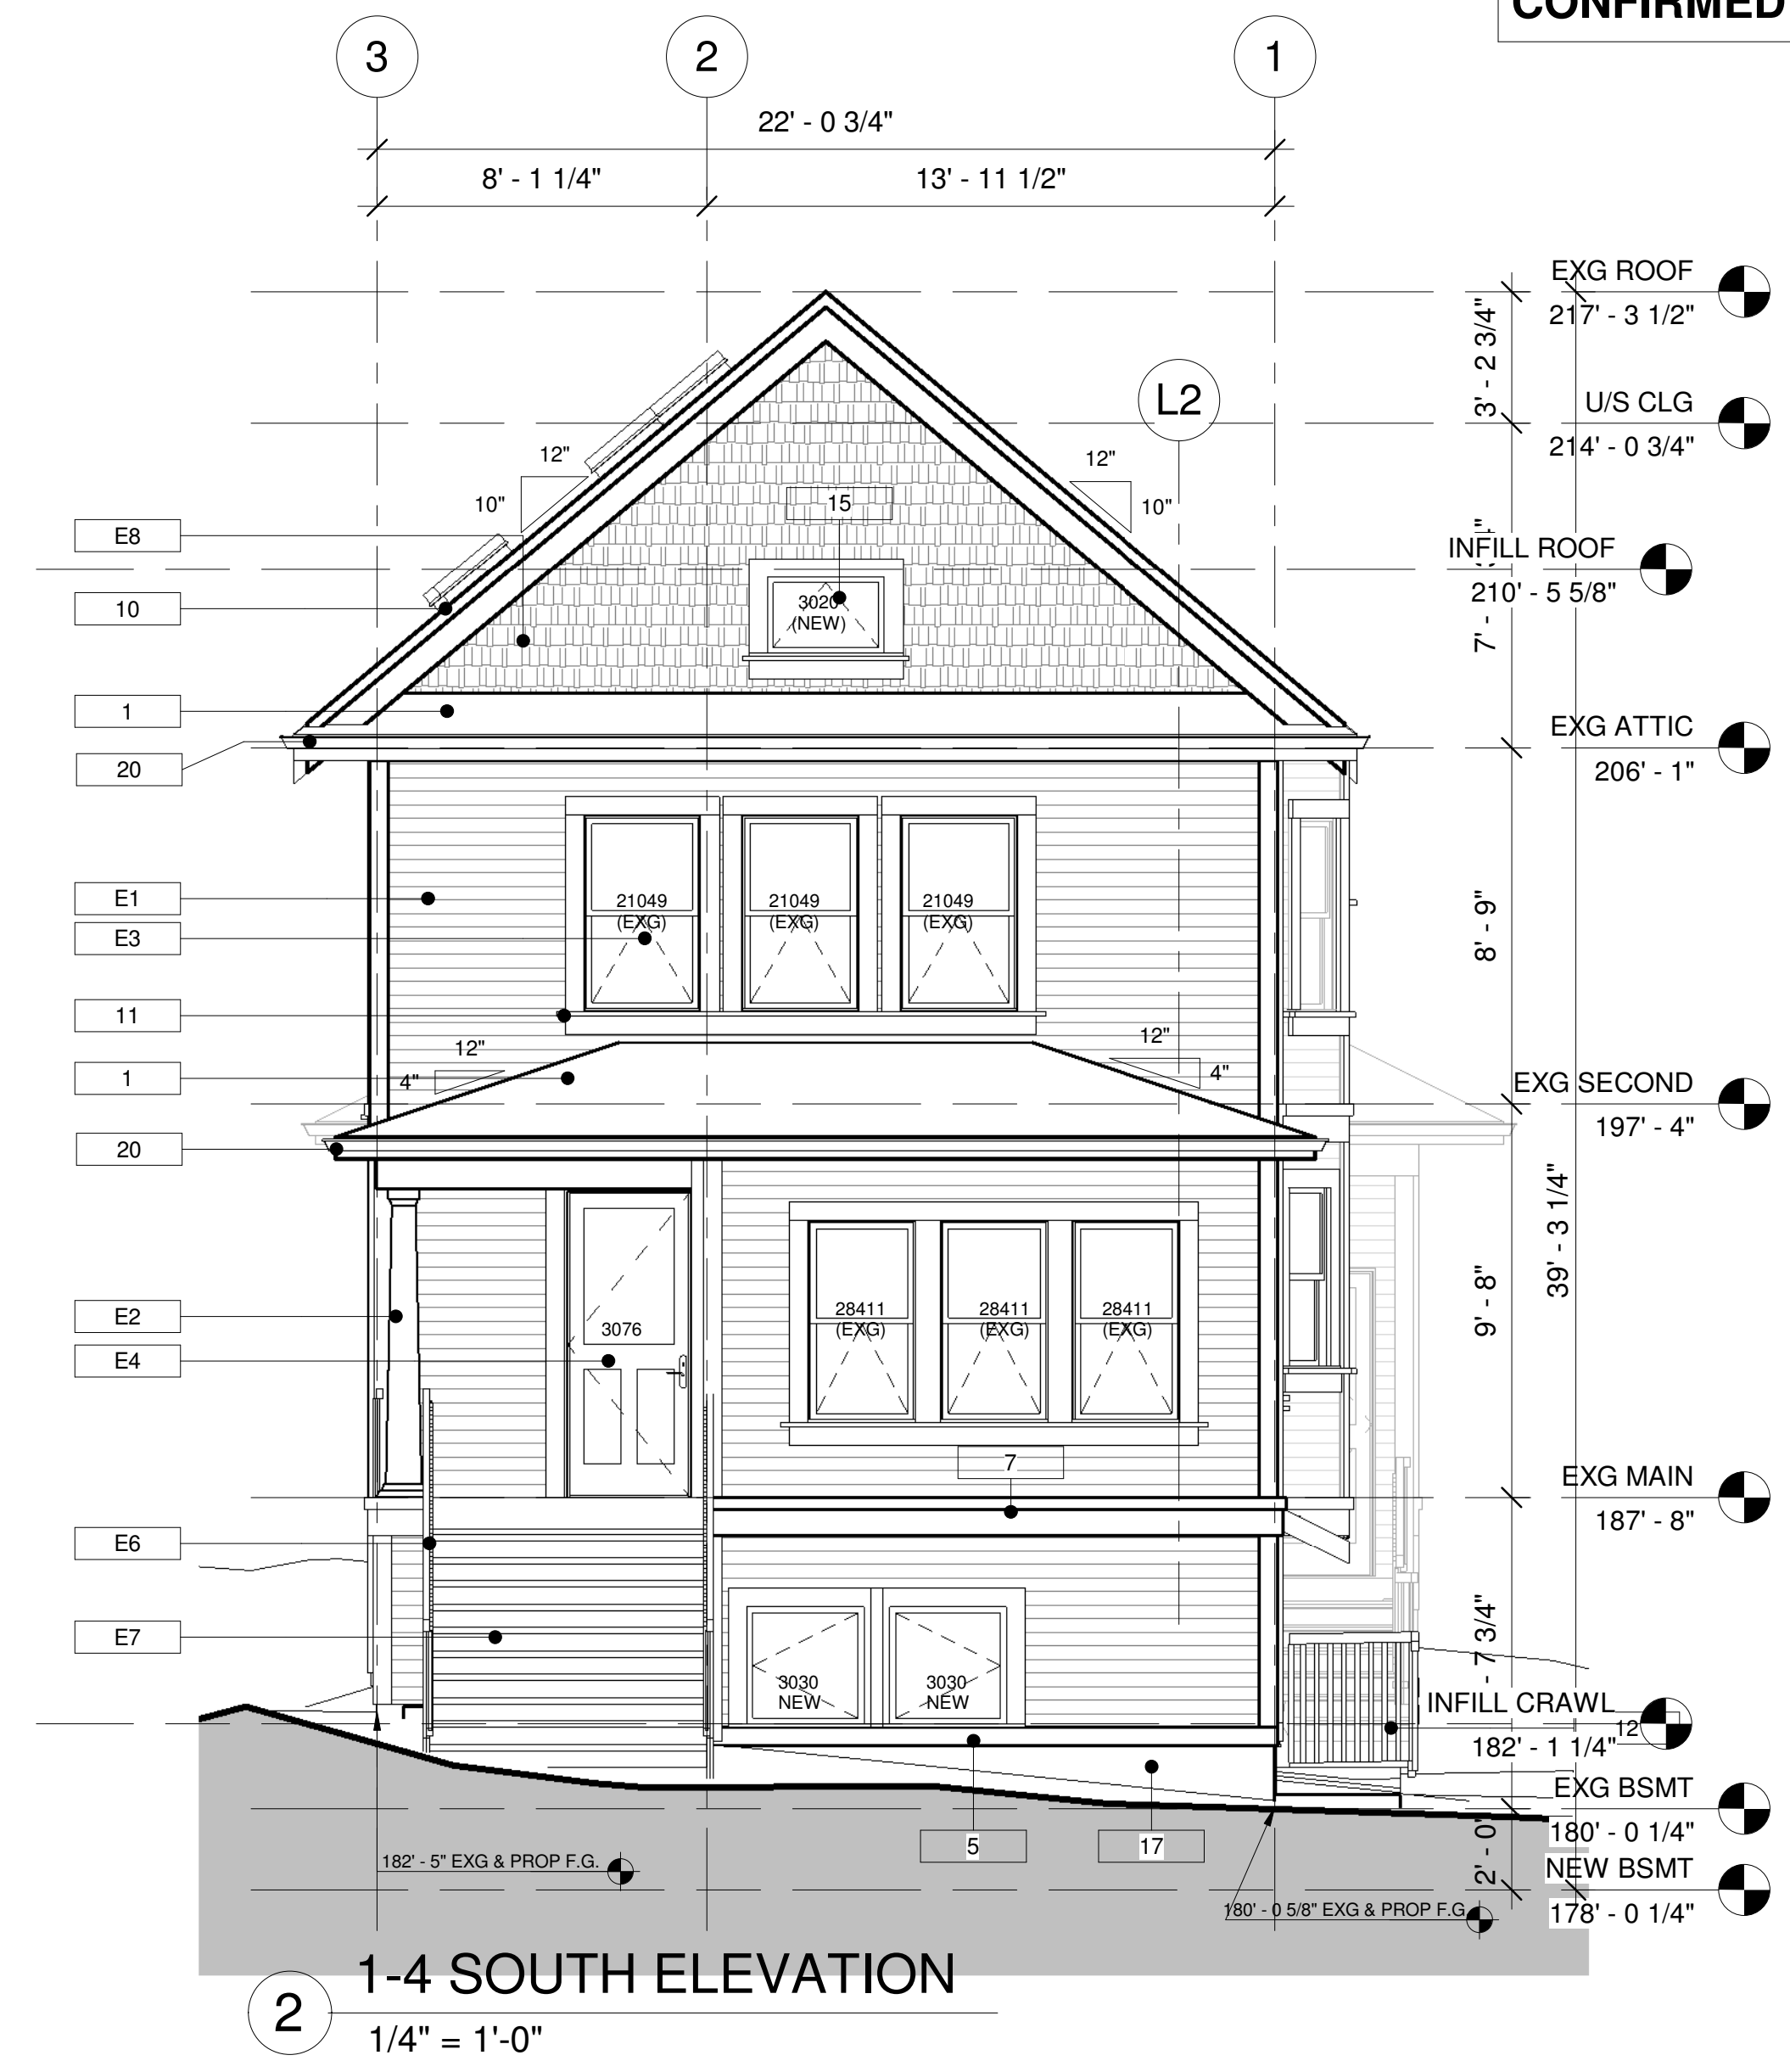 CONFIRMED
3
2
1
22' - 0 3/4"
8' - 1 1/4"
13' - 11 1/2"
EXG ROOF
217' - 3 1/2"
3' - 2 3/4"
U/S CLG
214' - 0 3/4"
L2
12"
10"
12"
10"
15
E8
INFILL ROOF
210' - 5 5/8"
7' -
10
3020
(NEW)
1
20
EXG ATTIC
206' - 1"
E1
21049
(EXG)
21049
(EXG)
21049
(EXG)
8' - 9"
E3
11
12"
4"
12"
4"
1
EXG SECOND
197' - 4"
20
39' - 3 1/4"
9' - 8"
E2
3076
28411
(EXG)
28411
(EXG)
28411
(EXG)
E4
7
EXG MAIN
187' - 8"
E6
E7
- 7 3/4"
3030
NEW
3030
NEW
INFILL CRAWL
12
182' - 1 1/4"
EXG BSMT
180' - 0 1/4"
5
17
2' - 0"
182' - 5" EXG & PROP F.G.
NEW BSMT
178' - 0 1/4"
180' - 0 5/8" EXG & PROP F.G.
2
1-4 SOUTH ELEVATION
1/4" = 1'-0"